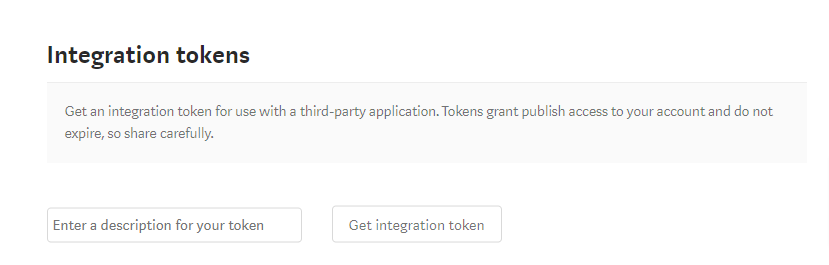 Integration tokens
Get an integration token for use with a third-party application. Tokens grant publish access to your account and do not
expire, so share carefully.
Enter a description for your token
Get integration token